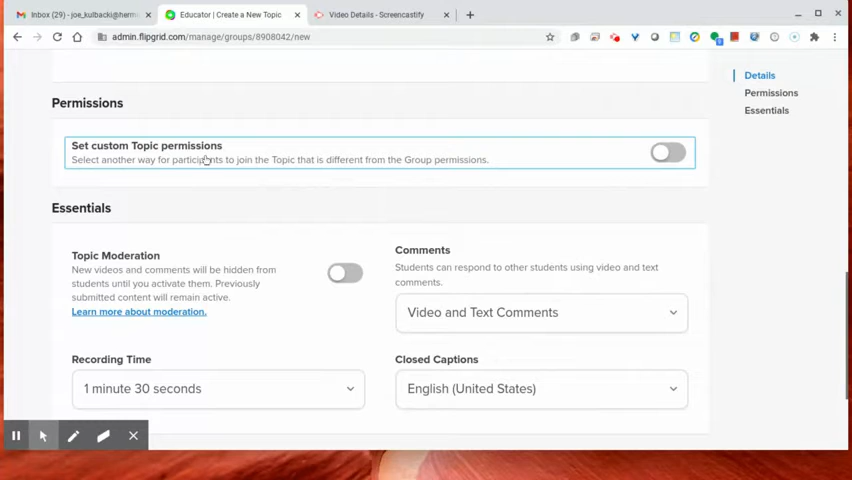 Inbox (29) - joe_kulbacki@herm
Educator | Create a New Topic
Video Details - Screencastify
admin.flipgrid.com/manage/groups/8908042/new
Details
Permissions
Essentials
Permissions
Set custom Topic permissions
Select another way for participants to join the Topic that is different from the Group permissions.
Essentials
Topic Moderation
New videos and comments will be hidden from
students until you activate them. Previously
submitted content will remain active.
Learn more about moderation.
Comments
Students can respond to other students using video and text
comments.
Video and Text Comments
Recording Time
1 minute 30 seconds
Closed Captions
English (United States)